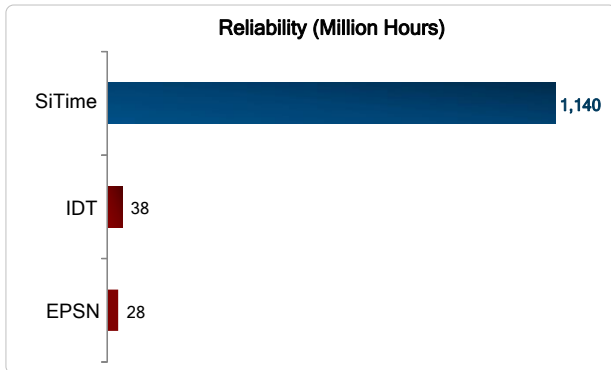 Reliability (Million Hours)
SiTime
1,140
IDT
38
EPSN
28